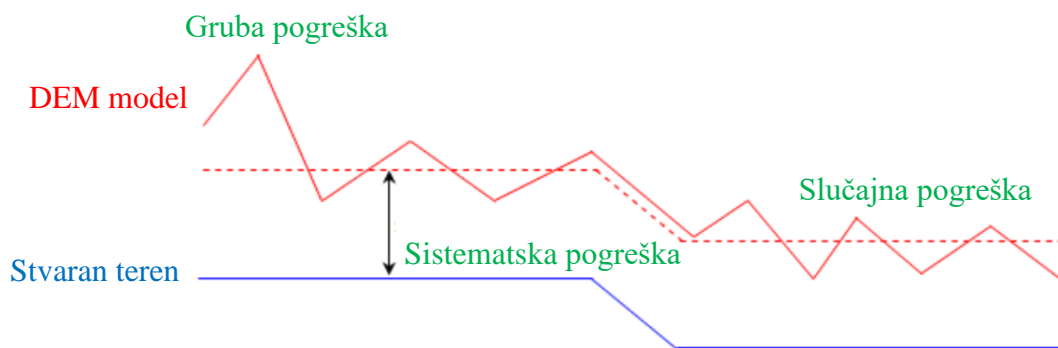 Gruba pogreška
DEM model
Slučajna pogreška
Sistematska pogreška
Stvaran teren